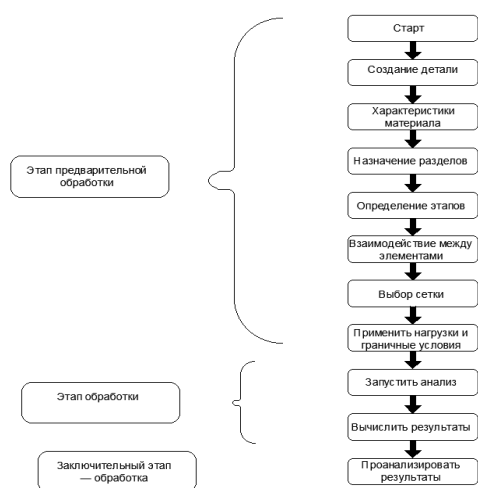 Старт
Создание детали
Характеристики
материала
Назначение разделов
Этап предварительной
обработки
Определение этапов
Взаимодействие между
элементами
Выбор сетки
Применить нагрузки и
граничные условия
Запустить анализ
Этап обработки
Вычислить результаты
Заключительный этап
— обработка
Проанализировать
результаты